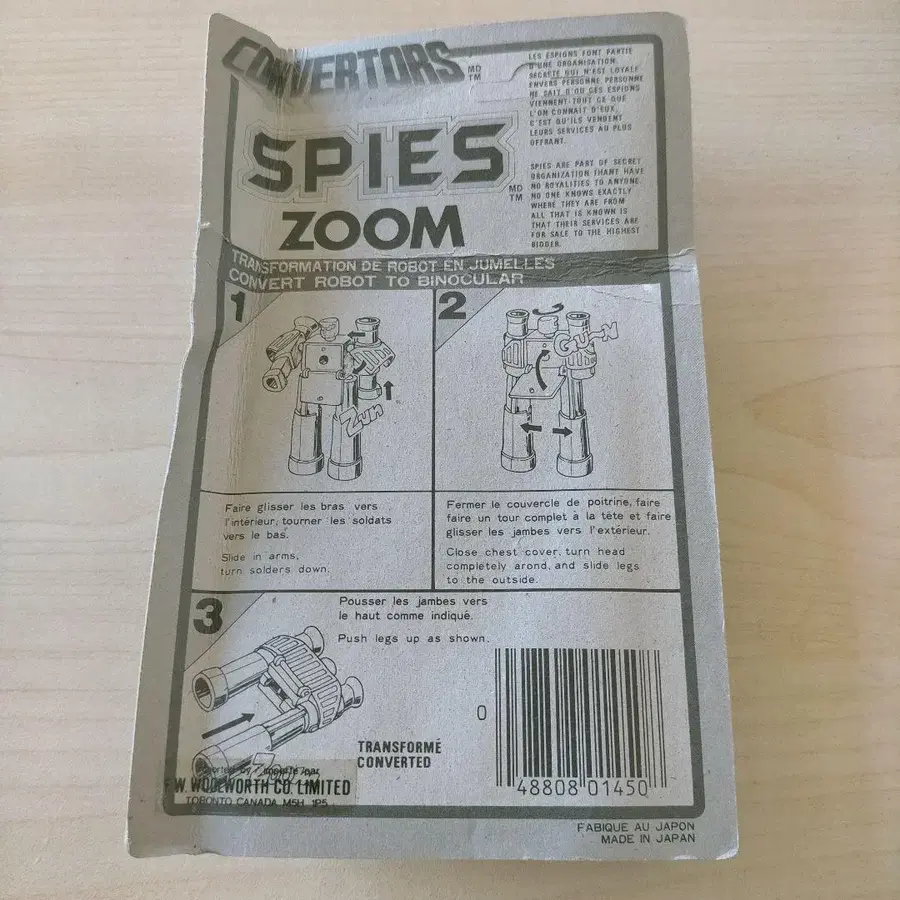 CONVERTORS MD TM
SPIES MD TM
ZOOM
LES ESPIONS FONT PARTIE
D'UNE ORGANISATION
SECRETE QUI N'EST LOYALE
ENVERS PERSONNE PERSONNE
NE SAIT D'OU CES ESPIONS
VIENNENT-TOUT CE QUE
L'ON CONNAIT D'EUX,
C'EST QU'ILS VENDENT
LEURS SERVICES AU PLUS
OFFRANT.
SPIES ARE PART OF SECRET
ORGANIZATION THANT HAVE
NO ROYALITIES TO ANYONE.
NO ONE KNOWS EXACTLY
WHERE THEY ARE FROM
ALL THAT IS KNOWN IS
THAT THEIR SERVICES ARE
FOR SALE TO THE HIGHEST
BIDDER.
TRANSFORMATION DE ROBOT EN JUMELLES
CONVERT ROBOT TO BINOCULAR
1
Zun
Faire glisser les bras vers
l'intérieur, tourner les soldats
vers le bas.
Slide in arms,
turn solders down.
2
Fermer le couvercle de poitrine, faire
faire un tour complet à la tête et faire
glisser les jambes vers l'extérieur.
Close chest cover, turn head
completely arond, and slide legs
to the outside.
3
Pousser les jambes vers
le haut comme indiqué.
Push legs up as shown.
TRANSFORMÉ
CONVERTED
F.W. WOOLWORTH CO. LIMITED
TORONTO CANADA M5H 1P5
0 48808 01450
FABIQUE AU JAPON
MADE IN JAPAN